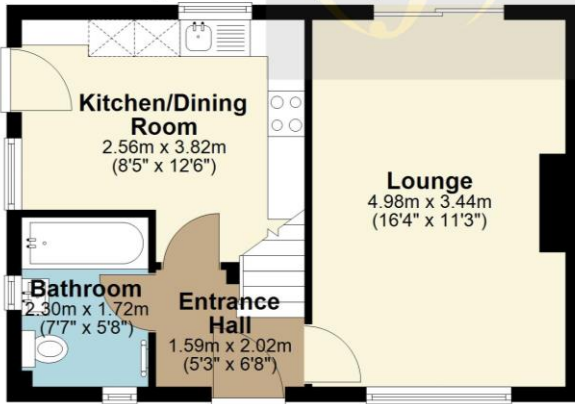 Kitchen/Dining
Room
2.56m x 3.82m
(8'5" x 12'6")
Lounge
4.98m x 3.44m
(16'4" x 11'3")
Bathroom
2.30m x 1.72m
(7'7" x 5'8")
Entrance
Hall
1.59m x 2.02m
(5'3" x 6'8")